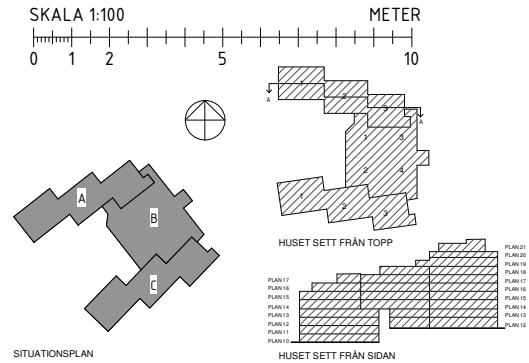 SKALA 1:100 METER
0 1 2 5 10
A
B
C
SITUATIONSPLAN
1
2
3
A
A
1 3
2 4
1
2
3
HUSET SETT FRÅN TOPP
PLAN 17
PLAN 16
PLAN 15
PLAN 14
PLAN 13
PLAN 12
PLAN 11
PLAN 10
PLAN 21
PLAN 20
PLAN 19
PLAN 18
PLAN 17
PLAN 16
PLAN 15
PLAN 14
PLAN 13
PLAN 12
HUSET SETT FRÅN SIDAN